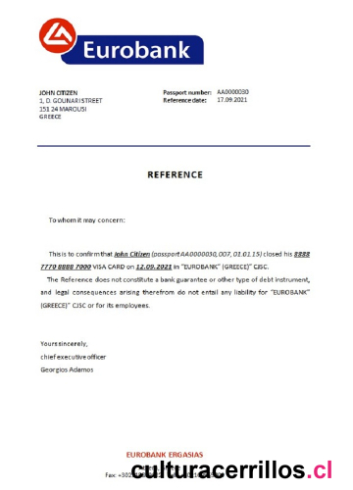 Eurobank
JOHN CITIZEN
1, D. GOUNARI STREET
151 24 MAROUSI
GREECE
Passport number: AA0000030
Reference date: 17.09.2021
REFERENCE
To whom it may concern:
This is to confirm that John Citizen (passport AA0000030, 007, 01.01.15) closed his 8888
7770 8888 7000 VISA CARD on 12.09.2021 in "EUROBANK" (GREECE)" CJSC.
The Reference does not constitute a bank guarantee or other type of debt instrument,
and legal consequences arising therefrom do not entail any liability for "EUROBANK"
(GREECE)" CJSC or for its employees.
Yours sincerely,
chief executive officer
Georgios Adamos
EUROBANK ERGASIAS
Fax:
culturacerrillos.cl